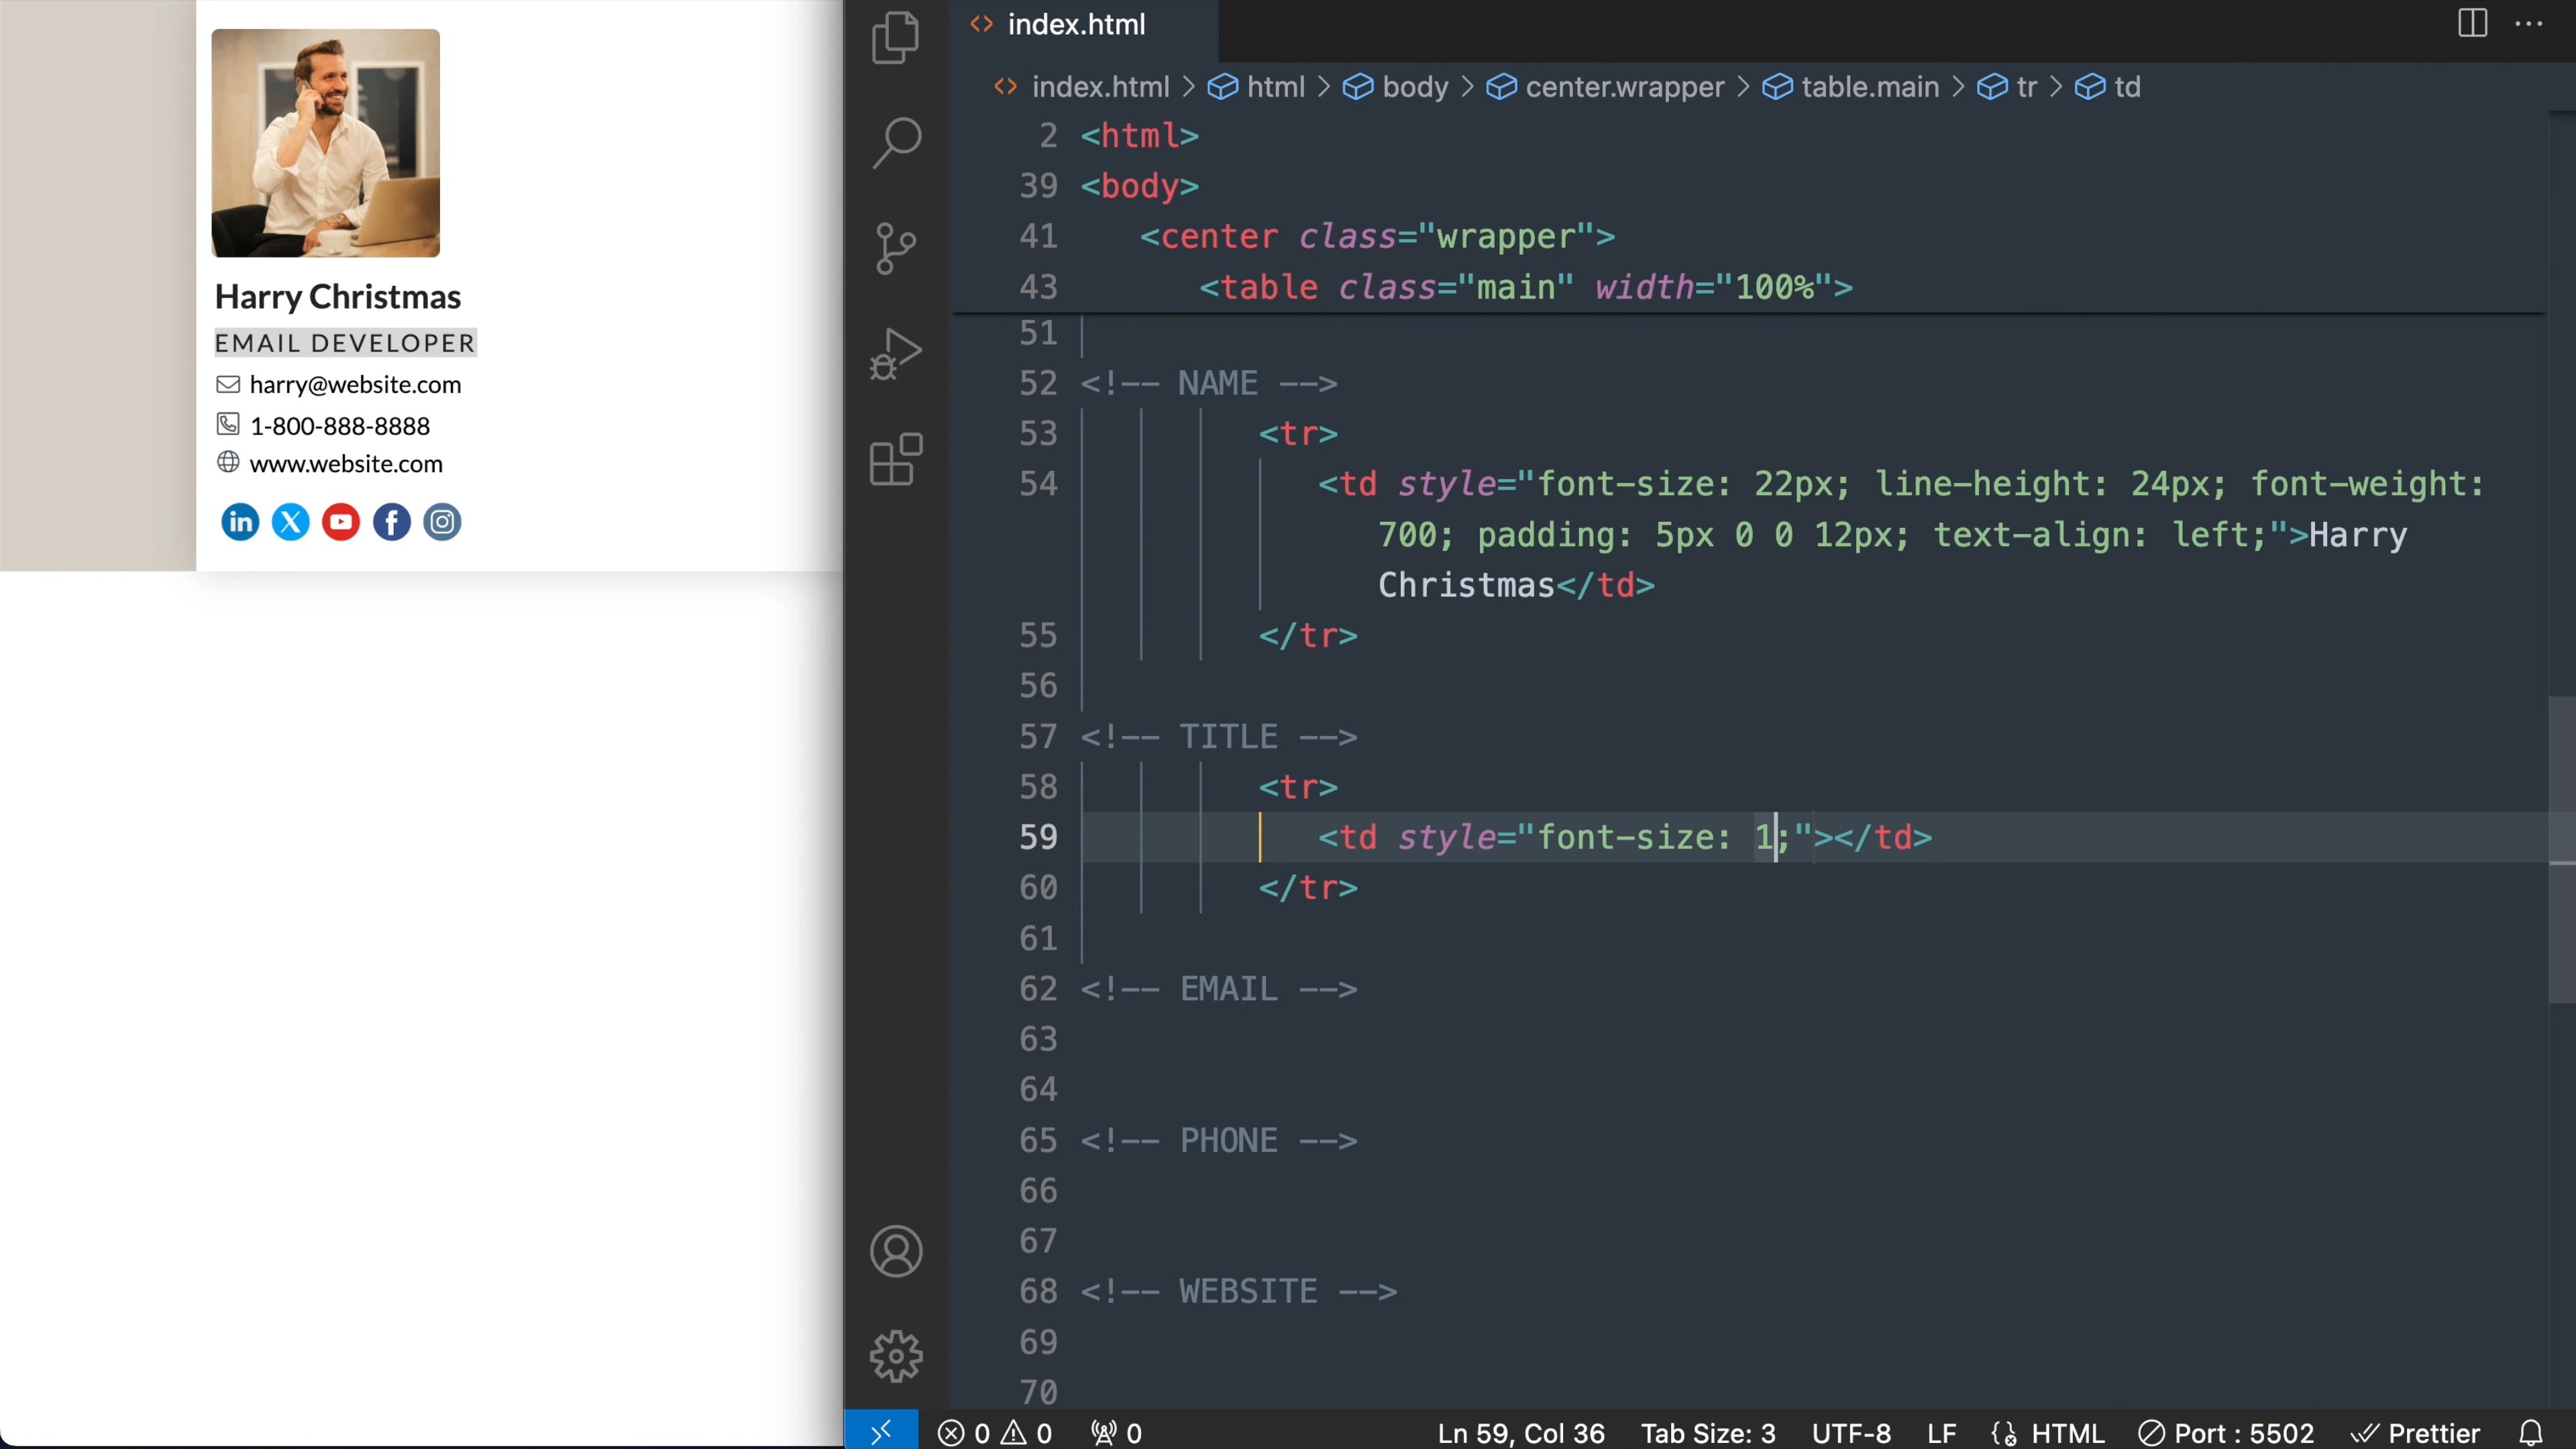 Harry Christmas
EMAIL DEVELOPER
harry@website.com
1-800-888-8888
www.website.com
in X f
<> index.html
<> index.html > html > body > center.wrapper > table.main > tr > td
2 <html>
39 <body>
41 <center class="wrapper">
43 <table class="main" width="100%">
51
52 <!-- NAME -->
53 <tr>
54 <td style="font-size: 22px; line-height: 24px; font-weight:
700; padding: 5px 0 0 12px; text-align: left;">Harry
Christmas</td>
55 </tr>
56
57 <!-- TITLE -->
58 <tr>
59 <td style="font-size: 1;"></td>
60 </tr>
61
62 <!-- EMAIL -->
63
64
65 <!-- PHONE -->
66
67
68 <!-- WEBSITE -->
69
70
0 0 0 Ln 59, Col 36 Tab Size: 3 UTF-8 LF HTML Port : 5502 Prettier